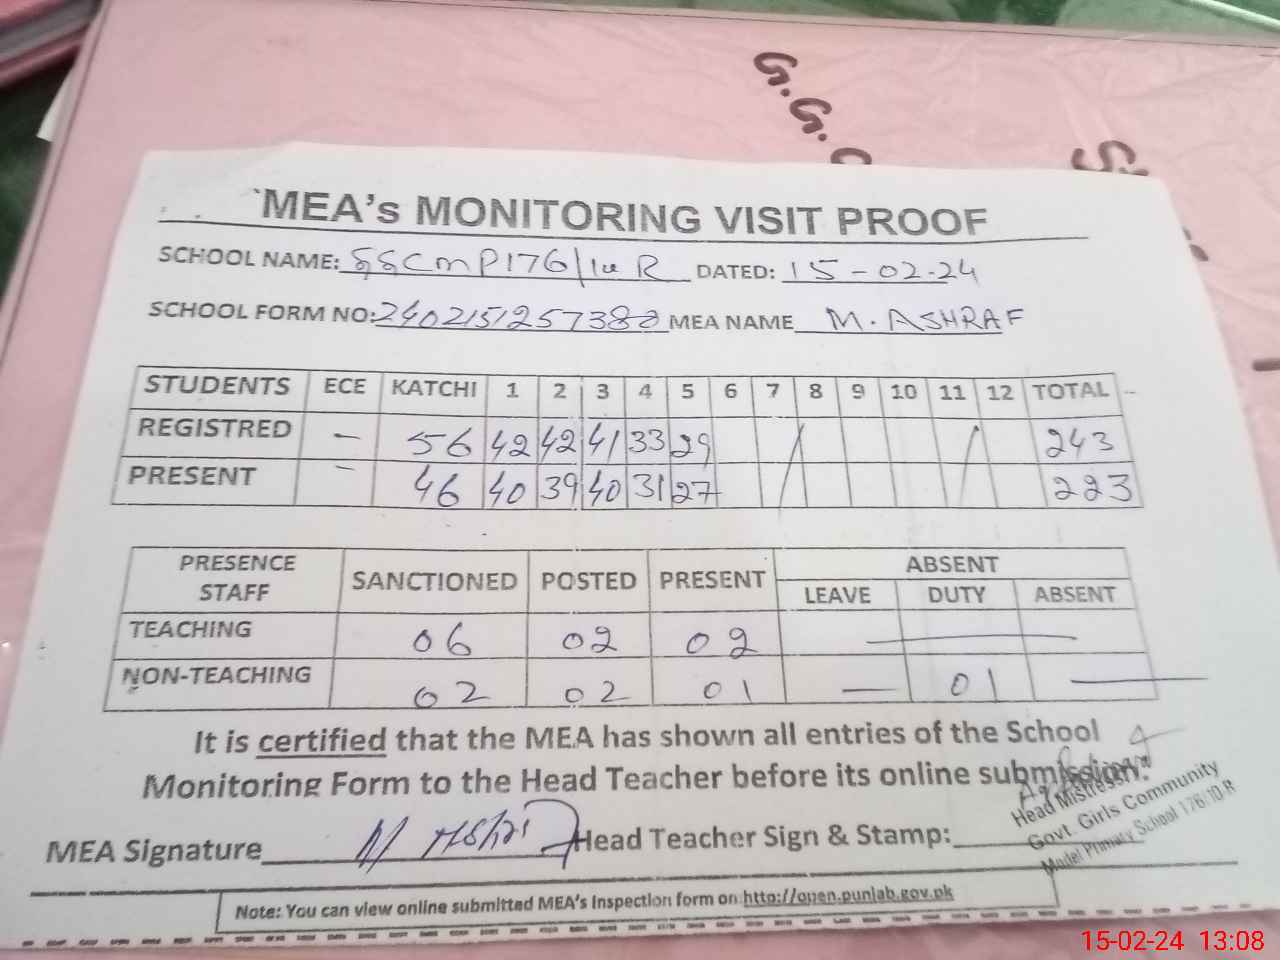 G.G.C
MEA's MONITORING VISIT PROOF
SCHOOL NAME: GGCMP176/10R DATED: 15-02-24
SCHOOL FORM NO: 2402151257380 MEA NAME M. ASHRAF
STUDENTS ECE KATCHI 1 2 3 4 5 6 7 8 9 10 11 12 TOTAL
REGISTRED — 56 42 42 41 33 29 243
PRESENT — 46 40 39 40 31 27 223
PRESENCE STAFF SANCTIONED POSTED PRESENT ABSENT
LEAVE DUTY ABSENT
TEACHING 06 02 02 —
NON-TEACHING 02 02 01 — 01 —
It is certified that the MEA has shown all entries of the School
Monitoring Form to the Head Teacher before its online submission.
MEA Signature Head Teacher Sign & Stamp:
Head Mistress
Govt. Girls Community
Model Primary School 176/10-R
Note: You can view online submitted MEA's Inspection form on http://open.punjab.gov.pk
15-02-24 13:08